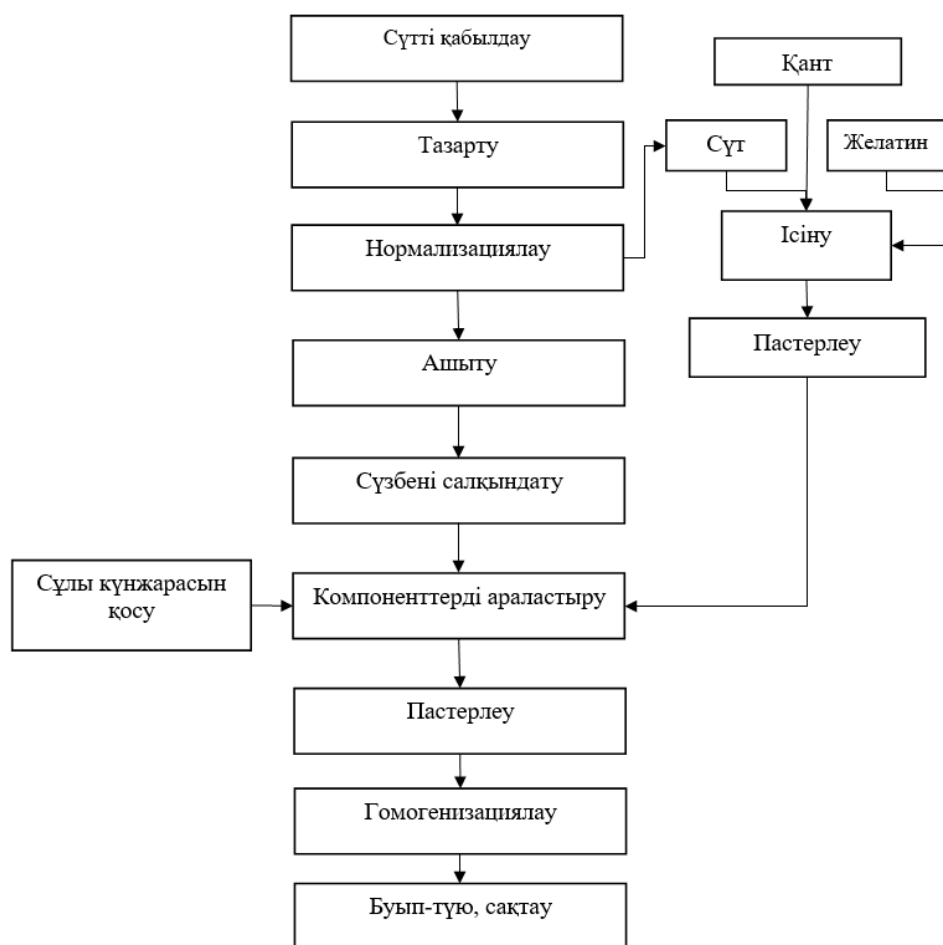 Сүтті қабылдау
Қант
Тазарту
Сүт
Желатин
Нормализациялау
Ісіну
Ашыту
Пастерлеу
Сүзбені салқындату
Сұлы күнжарасын
қосу
Компоненттерді араластыру
Пастерлеу
Гомогенизациялау
Буып-түю, сақтау